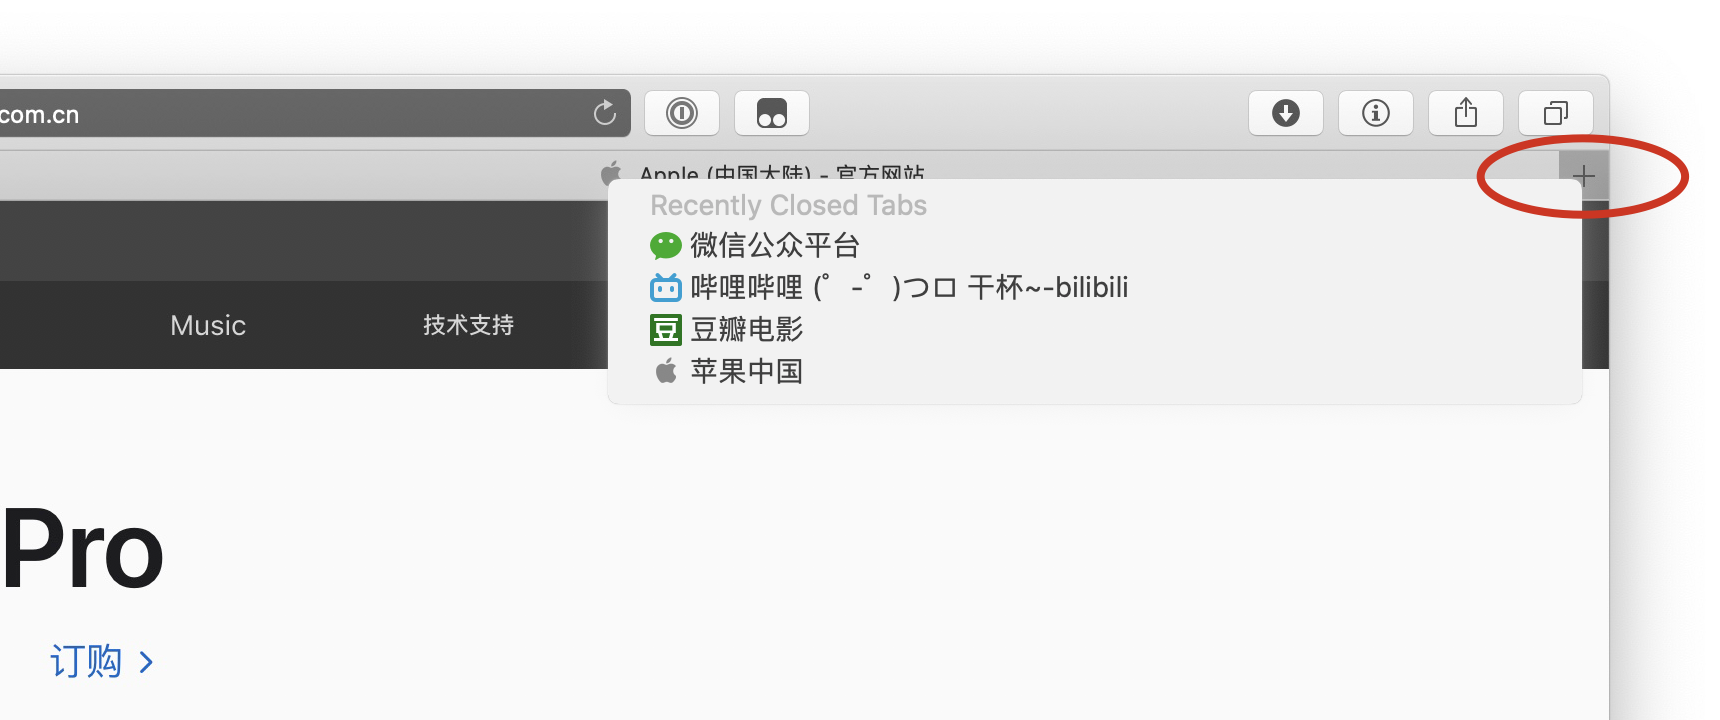 com.cn
Apple (中国大陆) - 官方网站
Recently Closed Tabs
微信公众平台
哔哩哔哩 (゜-゜)つロ 干杯~-bilibili
豆 豆瓣电影
苹果中国
Music
技术支持
Pro
订购 >